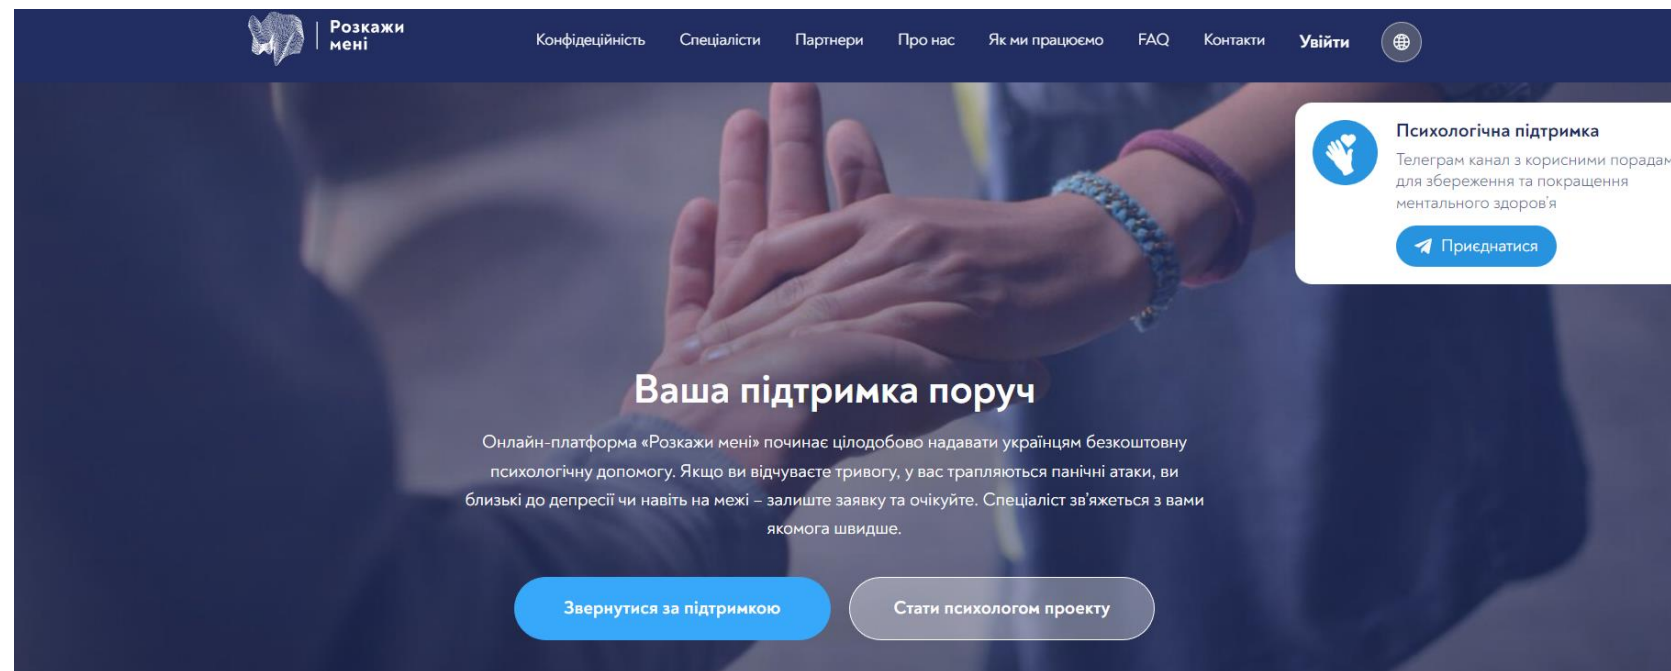 Розкажи
мені
Конфідеційність Спеціалісти Партнери Про нас Як ми працюємо FAQ Контакти Увійти
Психологічна підтримка
Телеграм канал з корисними порадам
для збереження та покращення
ментального здоров'я
Приєднатися
Ваша підтримка поруч
Онлайн-платформа «Розкажи мені» починає цілодобово надавати українцям безкоштовну
психологічну допомогу. Якщо ви відчуваєте тривогу, у вас трапляються панічні атаки, ви
близькі до депресії чи навіть на межі – залиште заявку та очікуйте. Спеціаліст зв'яжеться з вами
якомога швидше.
Звернутися за підтримкою Стати психологом проекту